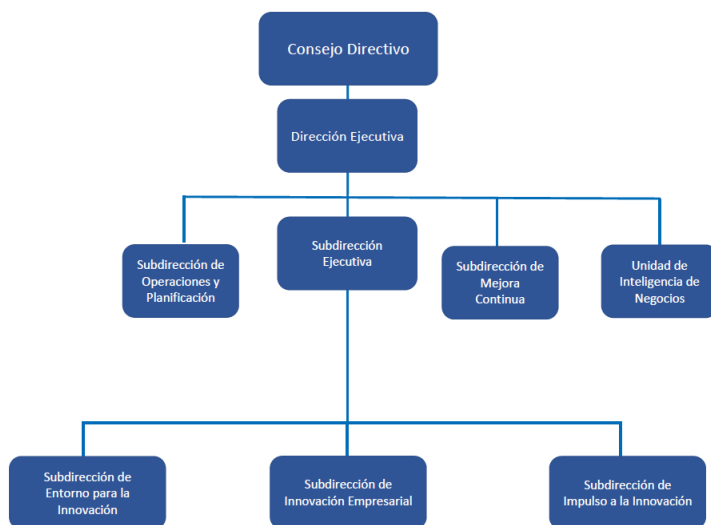 Consejo Directivo
Dirección Ejecutiva
Subdirección de
Operaciones y
Planificación
Subdirección
Ejecutiva
Subdirección de
Mejora
Continua
Unidad de
Inteligencia de
Negocios
Subdirección de
Entorno para la
Innovación
Subdirección de
Innovación Empresarial
Subdirección de
Impulso a la Innovación